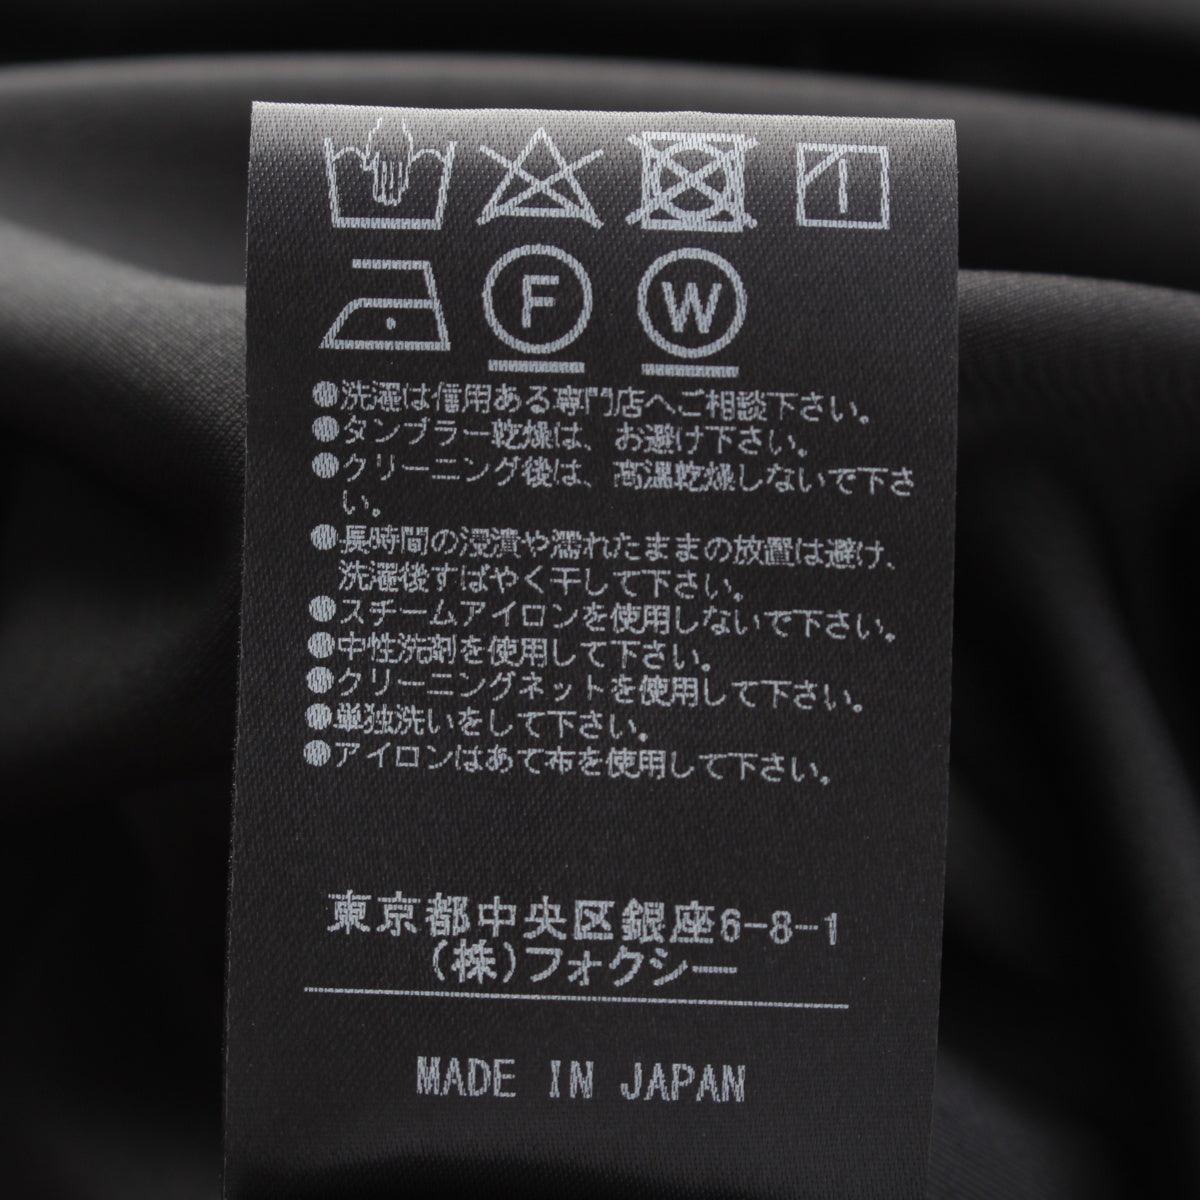 F W
●洗濯は信用ある専門店へご相談下さい。
●タンブラー乾燥は、お避け下さい。
●クリーニング後は、高温乾燥しないで下さ
い。
●長時間の浸漬や濡れたままの放置は避け、
洗濯後すばやく干して下さい。
●スチームアイロンを使用しないで下さい。
●中性洗剤を使用して下さい。
●クリーニングネットを使用して下さい。
●単独洗いをして下さい。
●アイロンはあて布を使用して下さい。
東京都中央区銀座6-8-1
(株)フォクシー
MADE IN JAPAN